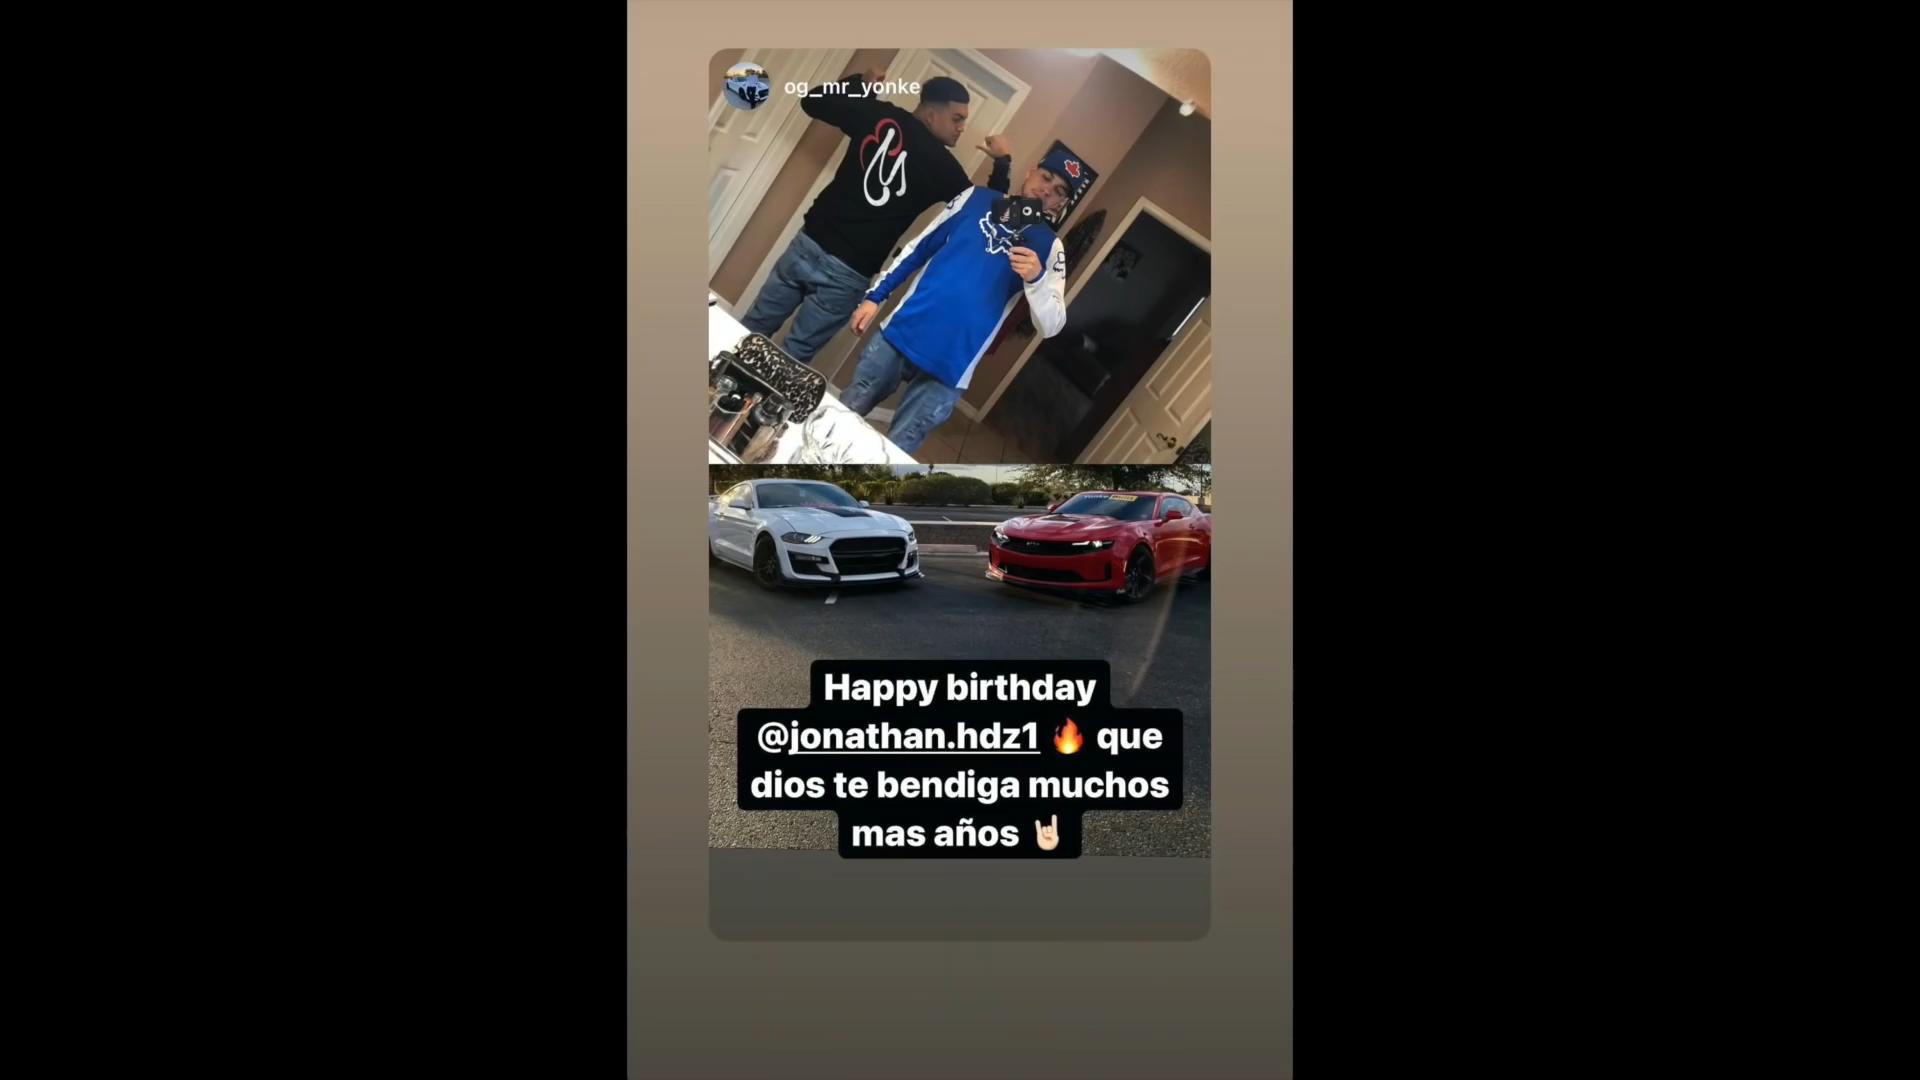 og_mr_yonke
Happy birthday
@jonathan.hdz1 🔥 que
dios te bendiga muchos
mas años 🤘🏻